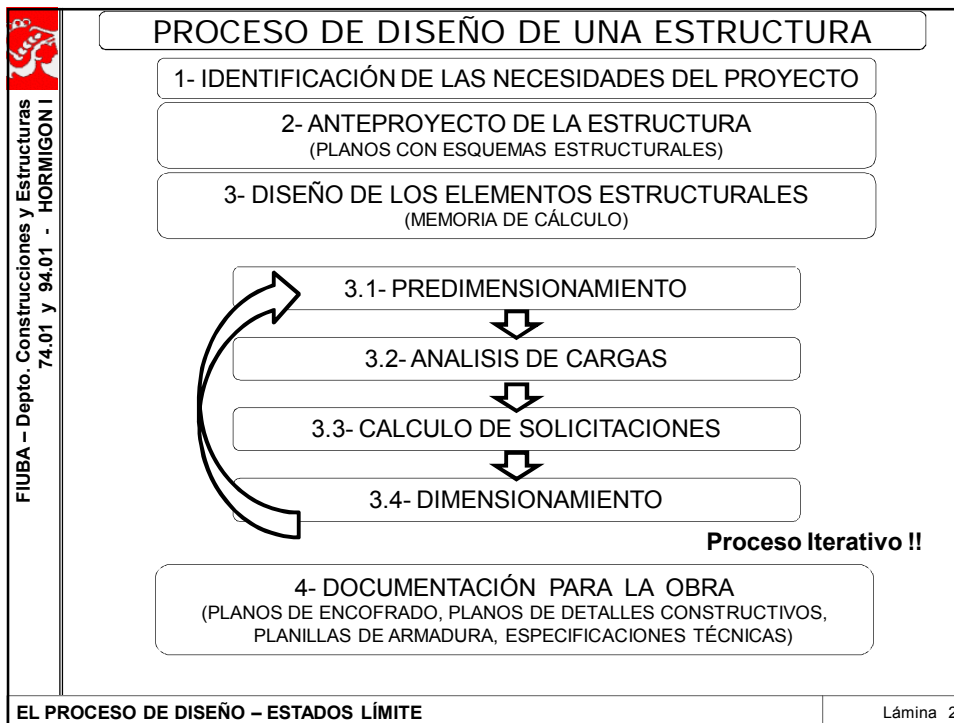 PROCESO DE DISEÑO DE UNA ESTRUCTURA
1- IDENTIFICACIÓN DE LAS NECESIDADES DEL PROYECTO
2- ANTEPROYECTO DE LA ESTRUCTURA
(PLANOS CON ESQUEMAS ESTRUCTURALES)
3- DISEÑO DE LOS ELEMENTOS ESTRUCTURALES
(MEMORIA DE CÁLCULO)
3.1- PREDIMENSIONAMIENTO
3.2- ANALISIS DE CARGAS
3.3- CALCULO DE SOLICITACIONES
3.4- DIMENSIONAMIENTO
Proceso Iterativo !!
4- DOCUMENTACIÓN PARA LA OBRA
(PLANOS DE ENCOFRADO, PLANOS DE DETALLES CONSTRUCTIVOS,
PLANILLAS DE ARMADURA, ESPECIFICACIONES TÉCNICAS)
FIUBA – Depto. Construcciones y Estructuras
74.01 y 94.01 - HORMIGON I
EL PROCESO DE DISEÑO – ESTADOS LÍMITE
Lámina 2